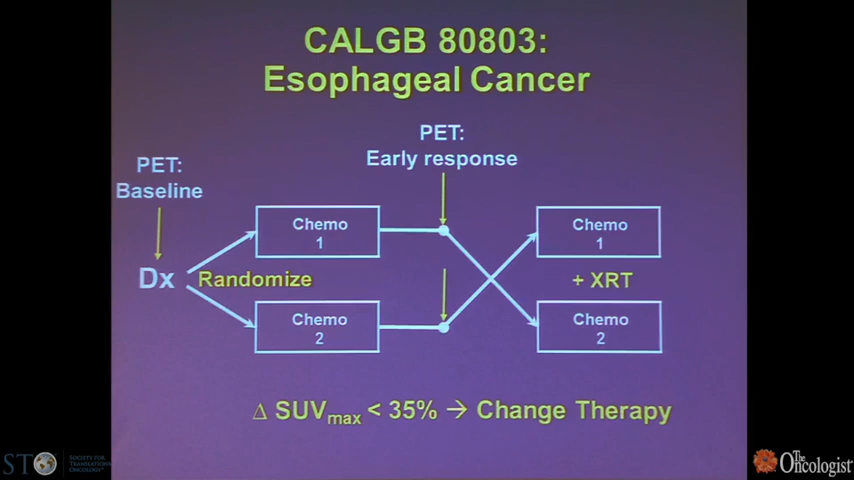 CALGB 80803:
Esophageal Cancer
PET:
Early response
PET:
Baseline
Chemo
1
Chemo
1
Dx
Randomize
+ XRT
Chemo
2
Chemo
2
Δ SUVmax < 35% → Change Therapy
STO
SOCIETY FOR
TRANSLATIONAL
ONCOLOGY
The
Oncologist